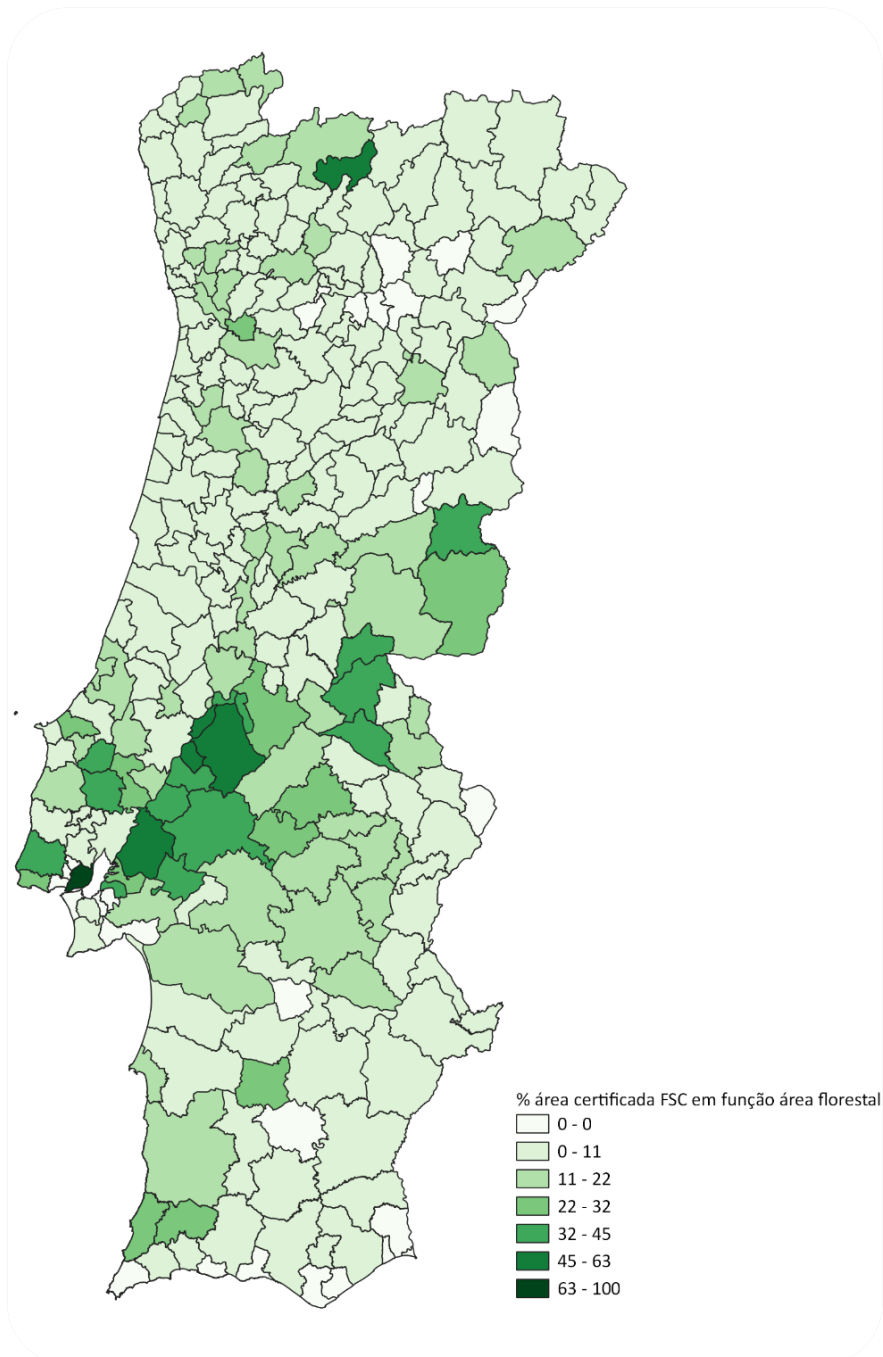 % área certificada FSC em função área florestal
0 - 0
0 - 11
11 - 22
22 - 32
32 - 45
45 - 63
63 - 100